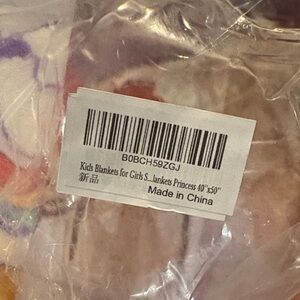 B0BCH59ZGJ
Kids Blankets for Girls S...lankets Princess 40"x50"
新品
Made in China